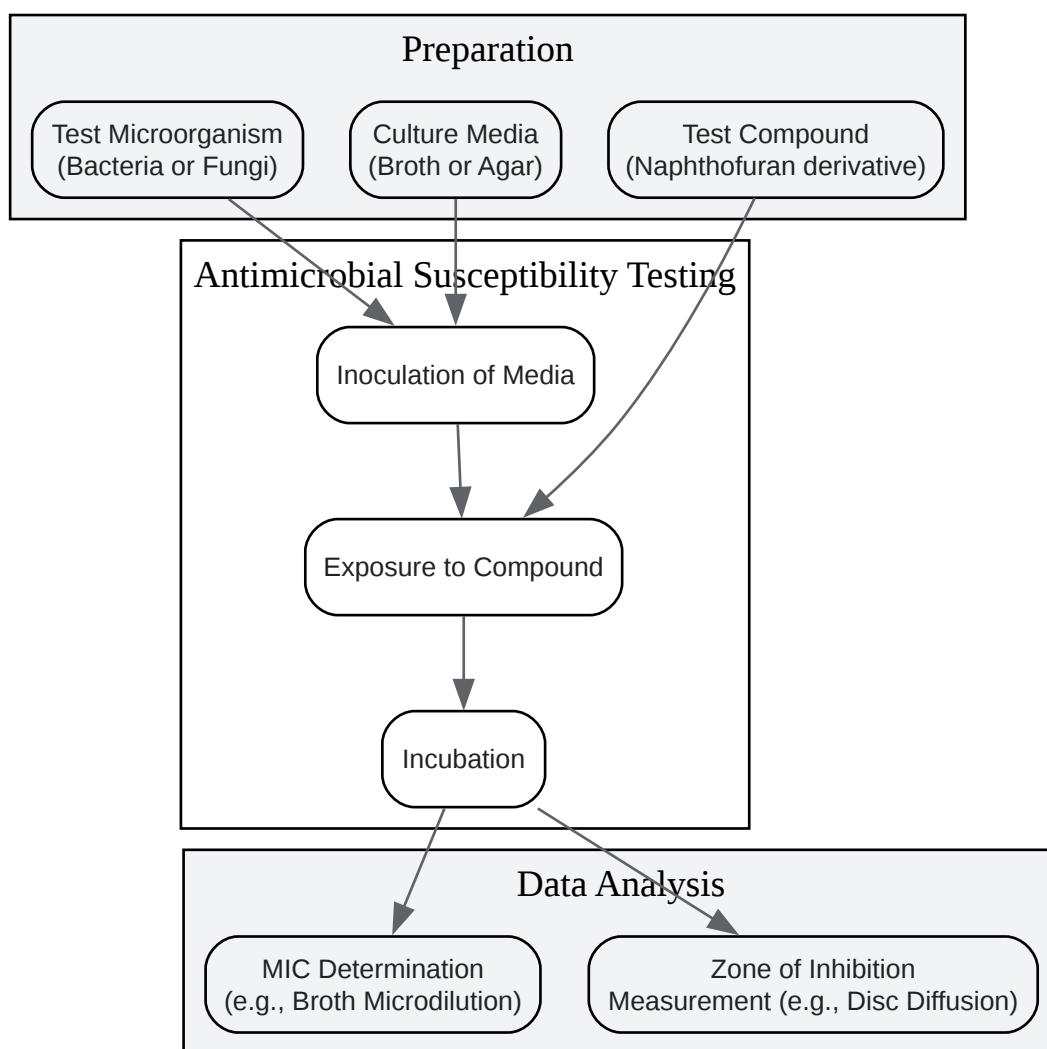 Preparation
Test Microorganism
(Bacteria or Fungi)
Culture Media
(Broth or Agar)
Test Compound
(Naphthofuran derivative)
Antimicrobial Susceptibility Testing
Inoculation of Media
Exposure to Compound
Incubation
Data Analysis
MIC Determination
(e.g., Broth Microdilution)
Zone of Inhibition
Measurement (e.g., Disc Diffusion)